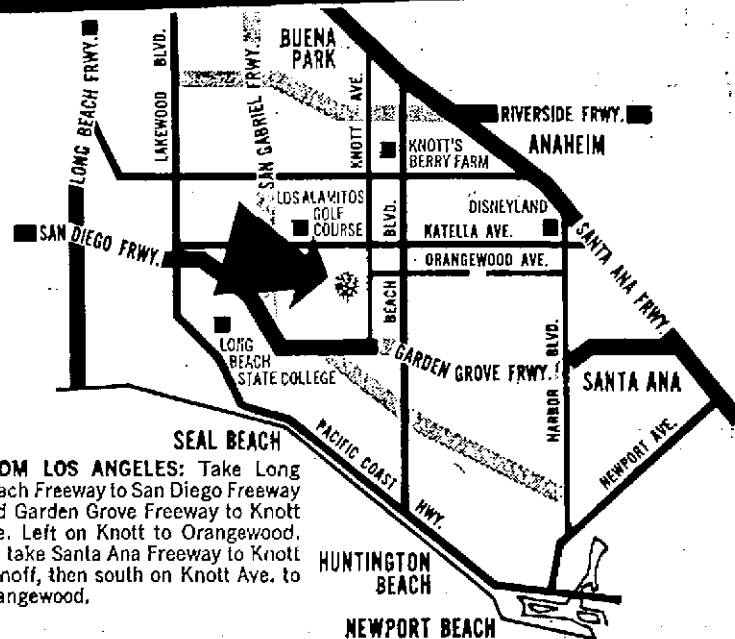 BUENA
PARK
LONG BEACH FRWY.
LAKEWOOD BLVD.
SAN GABRIEL FRWY.
KNOTT AVE.
RIVERSIDE FRWY.
ANAHEIM
KNOTT'S
BERRY FARM
LOS ALAMITOS
GOLF
COURSE
BEACH BLVD.
DISNEYLAND
KATELLA AVE.
ORANGEWOOD AVE.
SAN DIEGO FRWY.
SANTA ANA FRWY.
LONG
BEACH
STATE COLLEGE
GARDEN GROVE FRWY.
HARBOR BLVD.
SANTA ANA
NEWPORT AVE.
SEAL BEACH
PACIFIC COAST HWY.
OM LOS ANGELES: Take Long
ach Freeway to San Diego Freeway
d Garden Grove Freeway to Knott
e. Left on Knott to Orangewood.
take Santa Ana Freeway to Knott
noff, then south on Knott Ave. to
angewood.
HUNTINGTON
BEACH
NEWPORT BEACH